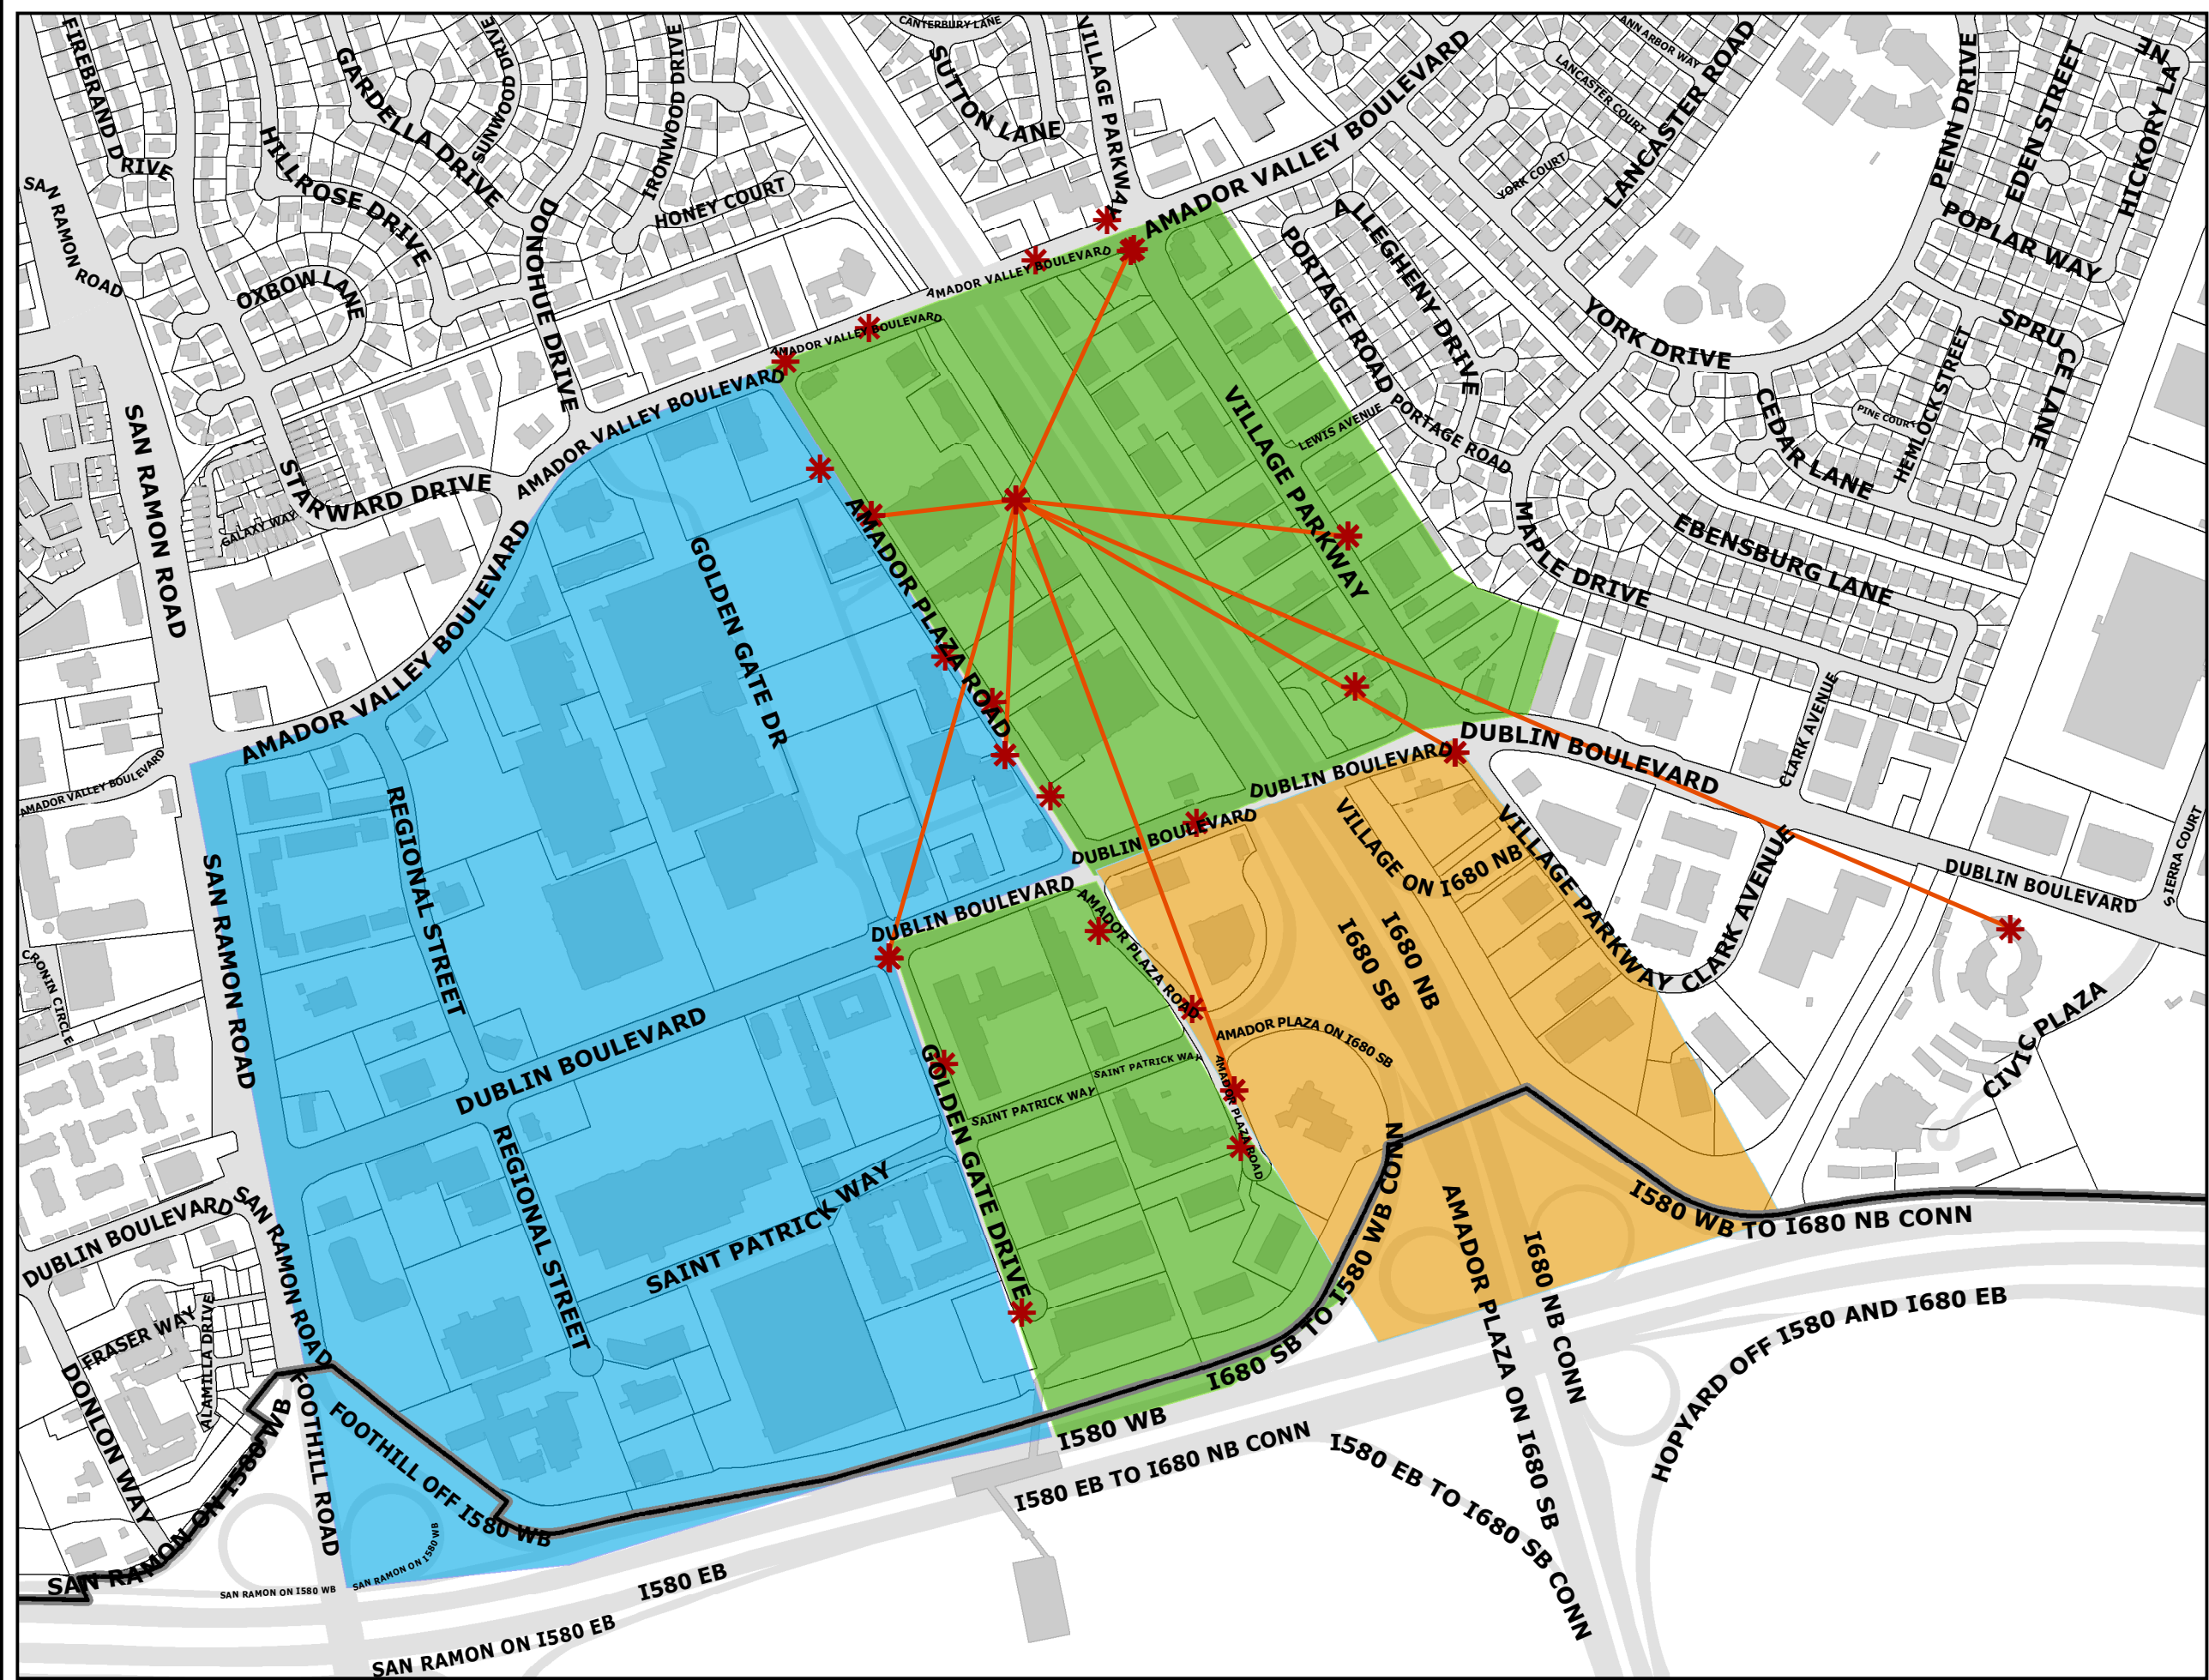 CANTERBURY LANE
FIREBRAND DRIVE
GARDELLA DRIVE
SUNWOOD DRIVE
IRONWOOD DRIVE
SUTTON LANE
VILLAGE PARKWAY
AMADOR VALLEY BOULEVARD
ANN ARBOR WAY
LANCASTER COURT
LANCASTER ROAD
YORK COURT
PENN DRIVE
EDEN STREET
HICKORY LA
NE
HILLROSE DRIVE
HONEY COURT
SAN RAMON ROAD
DONOHUE DRIVE
OXBOW LANE
ALLEGHENY DRIVE
PORTAGE ROAD
POPLAR WAY
AMADOR VALLEY BOULEVARD
AMADOR VALLEY BOULEVARD
YORK DRIVE
SPRUCE LANE
HEMLOCK STREET
PINE COURT
CEDAR LANE
SAN RAMON ROAD
STARWARD DRIVE
GALAXY WAY
AMADOR VALLEY BOULEVARD
VILLAGE PARKWAY
LEWIS AVENUE
PORTAGE ROAD
MAPLE DRIVE
EBENSBURG LANE
AMADOR VALLEY BOULEVARD
GOLDEN GATE DR
AMADOR PLAZA ROAD
CLARK AVENUE
DUBLIN BOULEVARD
DUBLIN BOULEVARD
DUBLIN BOULEVARD
AMADOR VALLEY BOULEVARD
REGIONAL STREET
SAN RAMON ROAD
DUBLIN BOULEVARD
VILLAGE ON I680 NB
VILLAGE PARKWAY
CLARK AVENUE
DUBLIN BOULEVARD
SIERRA COURT
I680 SB
I680 NB
CRONIN CIRCLE
AMADOR PLAZA ROAD
AMADOR PLAZA ON I680 SB
CIVIC PLAZA
DUBLIN BOULEVARD
SAINT PATRICK WAY
SAINT PATRICK WAY
AMADOR PLAZA ROAD
GOLDEN GATE DRIVE
REGIONAL STREET
SAINT PATRICK WAY
DUBLIN BOULEVARD
SAN RAMON ROAD
I680 SB TO I580 WB CONN
I580 WB TO I680 NB CONN
AMADOR PLAZA ON I680 SB
I680 NB CONN
HOPYARD OFF I580 AND I680 EB
FRASER WAY
ALAMILLA DRIVE
DONLON WAY
FOOTHILL ROAD
FOOTHILL OFF I580 WB
I580 WB
I580 EB TO I680 NB CONN
I580 EB TO I680 SB CONN
SAN RAMON ON I580 WB
SAN RAMON ON I580 WB
SAN RAMON ON I580 WB
I580 EB
SAN RAMON ON I580 EB